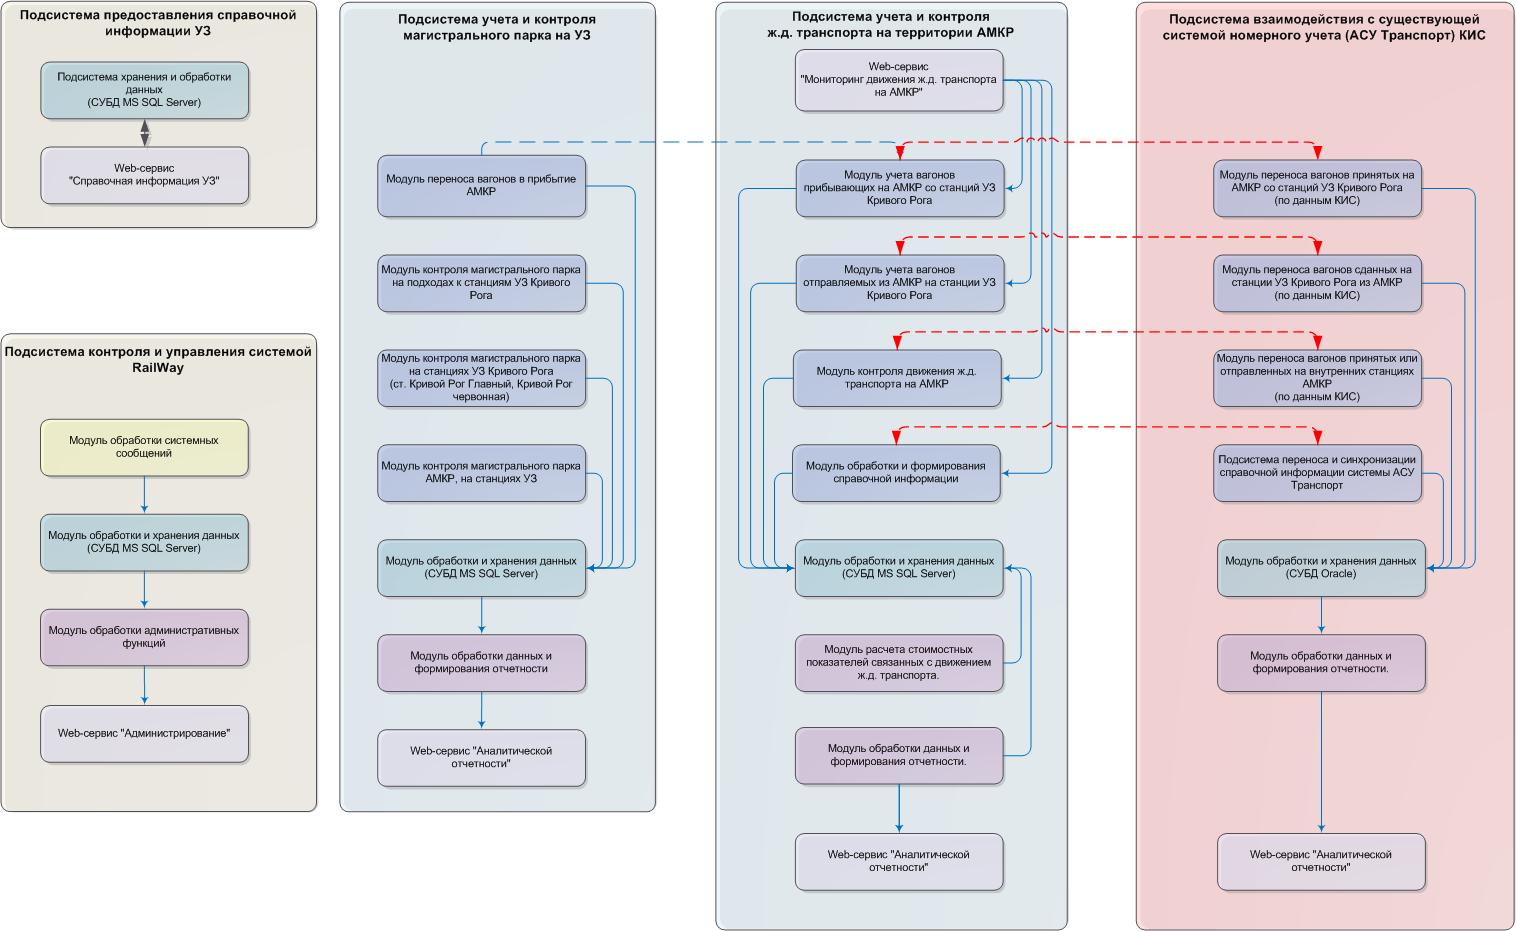 Подсистема предоставления справочной
информации УЗ
Подсистема хранения и обработки
данных
(СУБД MS SQL Server)
Web-сервис
"Справочная информация УЗ"
Подсистема контроля и управления системой
RailWay
Модуль обработки системных
сообщений
Модуль обработки и хранения данных
(СУБД MS SQL Server)
Модуль обработки административных
функций
Web-сервис "Администрирование"
Подсистема учета и контроля
магистрального парка на УЗ
Модуль переноса вагонов в прибытие
АМКР
Модуль контроля магистрального парка
на подходах к станциям УЗ Кривого
Рога
Модуль контроля магистрального парка
на станциях УЗ Кривого Рога
(ст. Кривой Рог Главный, Кривой Рог
червонная)
Модуль контроля магистрального парка
АМКР, на станциях УЗ
Модуль обработки и хранения данных
(СУБД MS SQL Server)
Модуль обработки данных и
формирования отчетности
Web-сервис "Аналитической
отчетности"
Подсистема учета и контроля
ж.д. транспорта на территории АМКР
Web-сервис
"Мониторинг движения ж.д. транспорта
на АМКР"
Модуль учета вагонов
прибывающих на АМКР со станций УЗ
Кривого Рога
Модуль учета вагонов
отправляемых из АМКР на станции УЗ
Кривого Рога
Модуль контроля движения ж.д.
транспорта на АМКР
Модуль обработки и формирования
справочной информации
Модуль обработки и хранения данных
(СУБД MS SQL Server)
Модуль расчета стоимостных
показателей связанных с движением
ж.д. транспорта.
Модуль обработки данных и
формирования отчетности.
Web-сервис "Аналитической
отчетности"
Подсистема взаимодействия с существующей
системой номерного учета (АСУ Транспорт) КИС
Модуль переноса вагонов принятых на
АМКР со станций УЗ Кривого Рога
(по данным КИС)
Модуль переноса вагонов сданных на
станции УЗ Кривого Рога из АМКР
(по данным КИС)
Модуль переноса вагонов принятых или
отправленных на внутренних станциях
АМКР
(по данным КИС)
Подсистема переноса и синхронизации
справочной информации системы АСУ
Транспорт
Модуль обработки и хранения данных
(СУБД Oracle)
Модуль обработки данных и
формирования отчетности.
Web-сервис "Аналитической
отчетности"